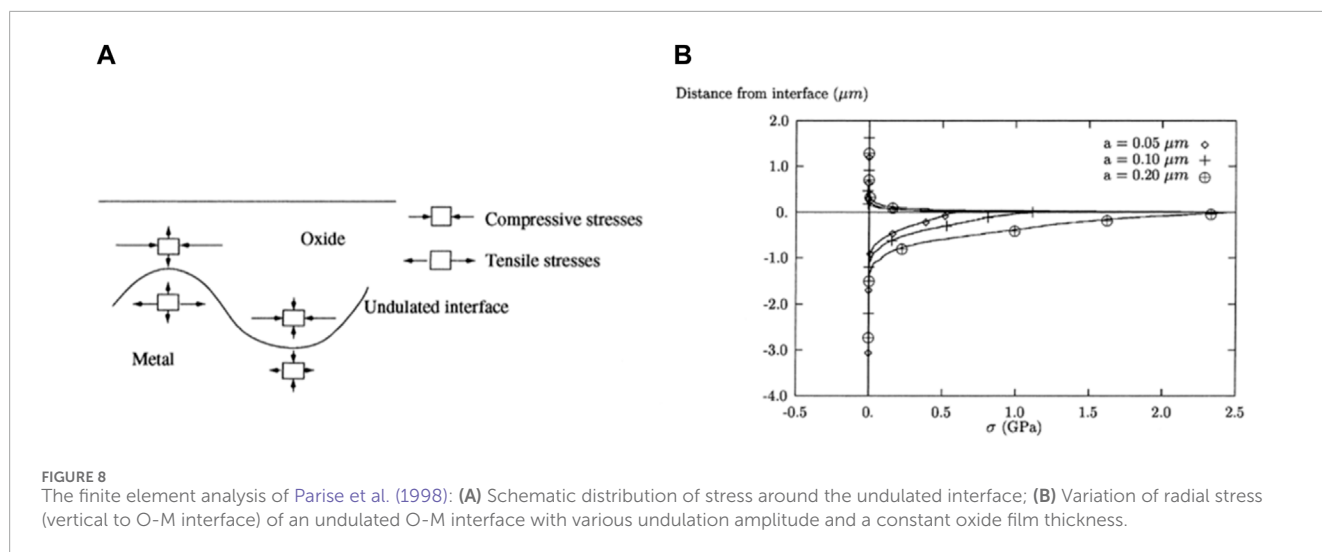 A
Oxide
Compressive stresses
Tensile stresses
Undulated interface
Metal
B
Distance from interface (μm)
2.0
1.0
0.
-1.0
-2.0
-3.0
-4.0
-0.5
0.
0.5
1.0
1.5
2.0
2.5
σ (GPa)
a = 0.05 μm
a = 0.10 μm
a = 0.20 μm
FIGURE 8
The finite element analysis of Parise et al. (1998): (A) Schematic distribution of stress around the undulated interface; (B) Variation of radial stress
(vertical to O-M interface) of an undulated O-M interface with various undulation amplitude and a constant oxide film thickness.